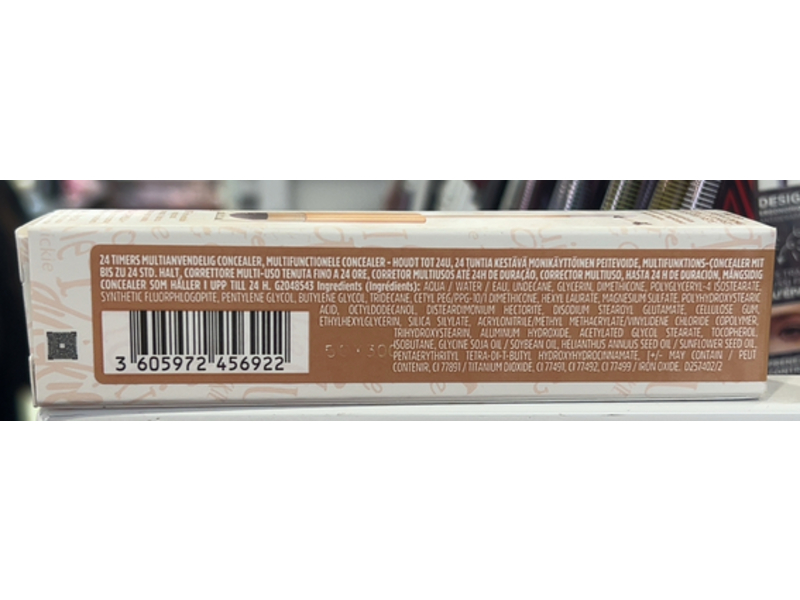 24 TIMERS MULTIANVENDELIG CONCEALER, MULTIFUNCTIONELE CONCEALER - HOUDT TOT 24U, 24 TUNTIA KESTÄVÄ MONIKÄYTTÖINEN PEITEVOIDE, MULTIFUNKTIONS-CONCEALER MIT
BIS ZU 24 STD. HALT, CORRETTORE MULTI-USO TENUTA FINO A 24 ORE, CORRETOR MULTIUSOS ATÉ 24H DE DURAÇÃO, CORRECTOR MULTIUSO, HASTA 24 H DE DURACIÓN, MÅNGSIDIG
CONCEALER SOM HÅLLER I UPP TILL 24 H. G2048543 Ingredients (Ingrédients): AQUA / WATER / EAU, UNDECANE, GLYCERIN, DIMETHICONE, POLYGLYCERYL-4 ISOSTEARATE,
SYNTHETIC FLUORPHLOGOPITE, PENTYLENE GLYCOL, BUTYLENE GLYCOL, TRIDECANE, CETYL PEG/PPG-10/1 DIMETHICONE, HEXYL LAURATE, MAGNESIUM SULFATE, POLYHYDROXYSTEARIC
ACID, OCTYLDODECANOL, DISTEARDIMONIUM HECTORITE, DISODIUM STEAROYL GLUTAMATE, CELLULOSE GUM,
ETHYLHEXYLGLYCERIN, SILICA SILYLATE, ACRYLONITRILE/METHYL METHACRYLATE/VINYLIDENE CHLORIDE COPOLYMER,
TRIHYDROXYSTEARIN, ALUMINUM HYDROXIDE, ACETYLATED GLYCOL STEARATE, TOCOPHEROL,
ISOBUTANE, GLYCINE SOJA OIL / SOYBEAN OIL, HELIANTHUS ANNUUS SEED OIL / SUNFLOWER SEED OIL,
PENTAERYTHRITYL TETRA-DI-T-BUTYL HYDROXYHYDROCINNAMATE, [+/- MAY CONTAIN / PEUT
CONTENIR, CI 77891 / TITANIUM DIOXIDE, CI 77491, CI 77492, CI 77499 / IRON OXIDE. D257402/2
3 605972 456922
DESIG